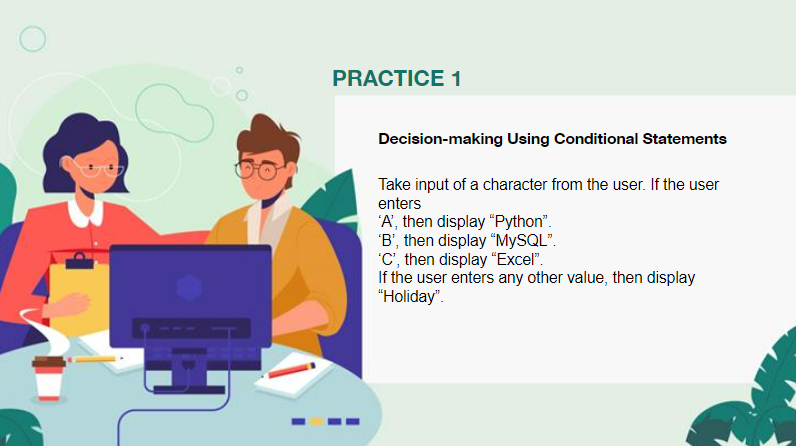 PRACTICE 1
Decision-making Using Conditional Statements
Take input of a character from the user. If the user
enters
‘A’, then display “Python”.
‘B’, then display “MySQL”.
‘C’, then display “Excel”.
If the user enters any other value, then display
“Holiday”.